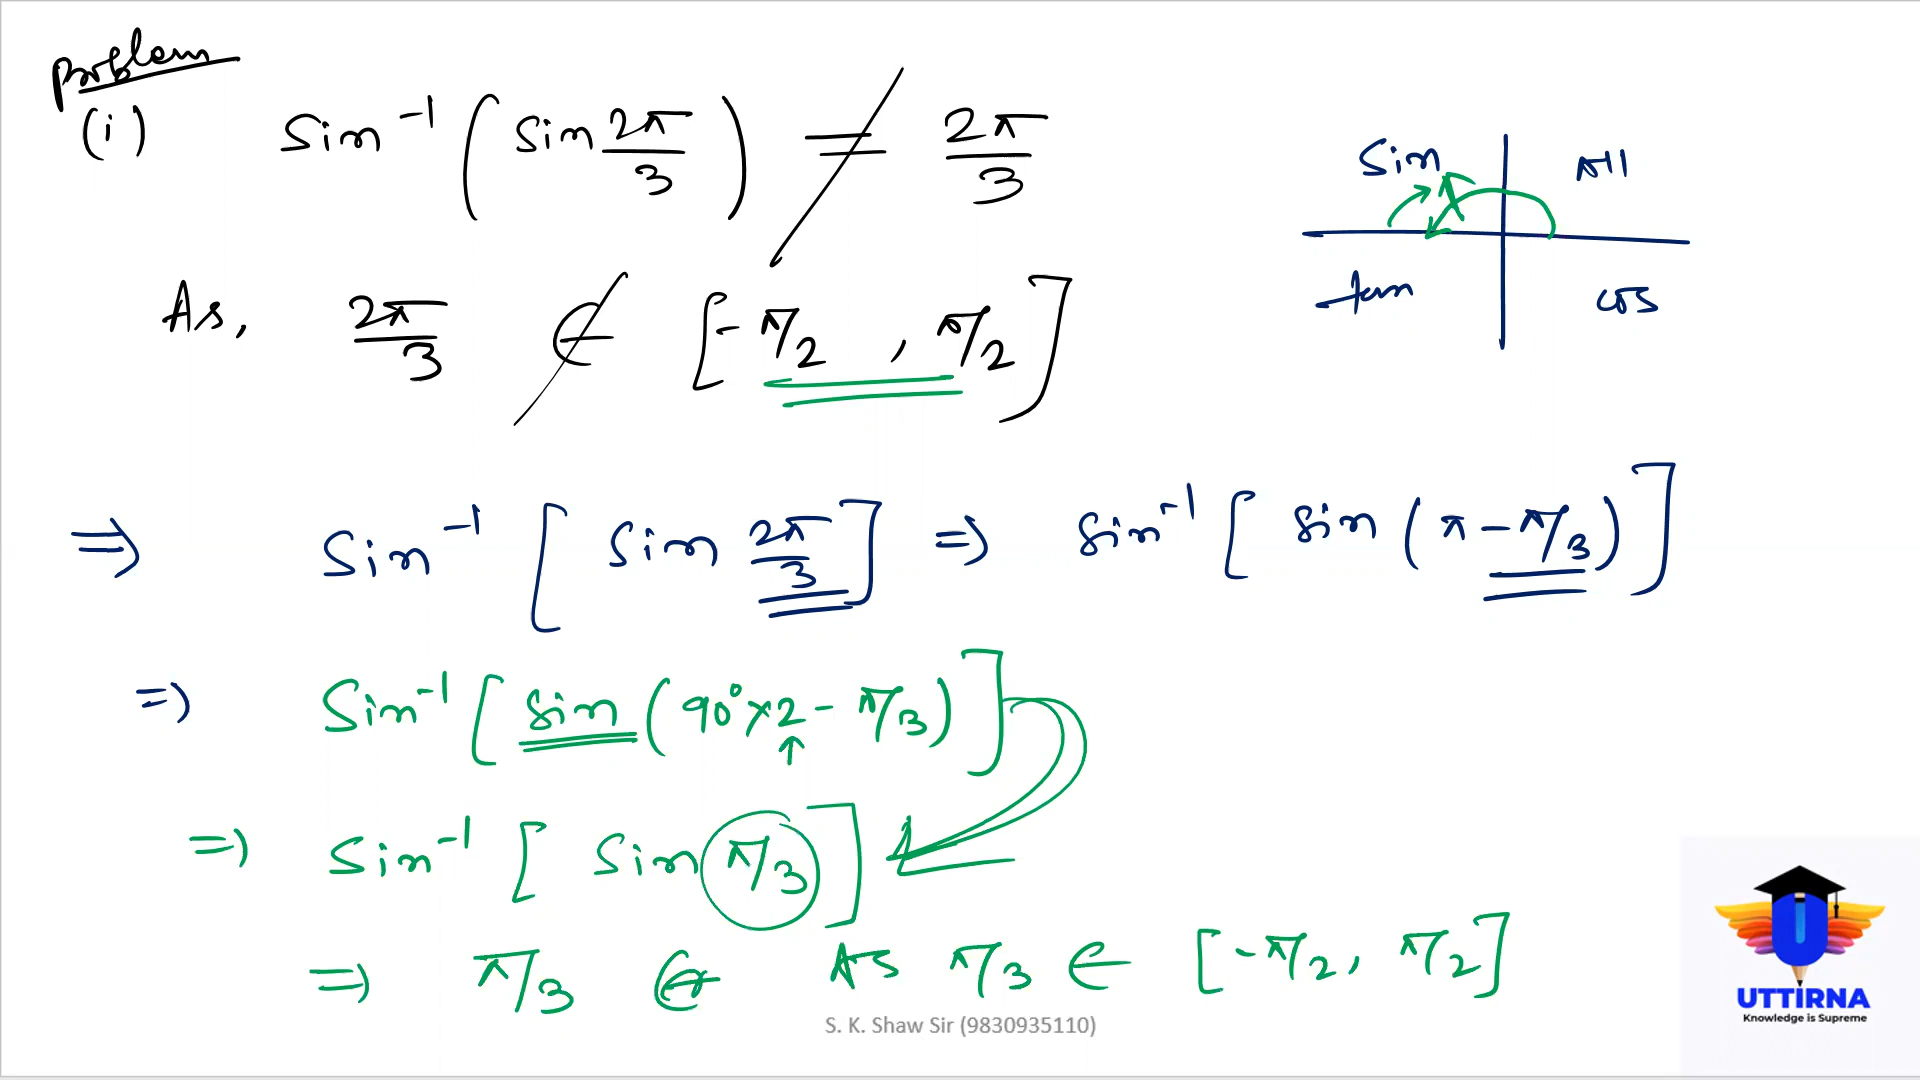 Problem
(i) Sin⁻¹ ( Sin 2π/3 ) ≠ 2π/3
Sin All
tan cos
As, 2π/3 ∉ [-π/2 , π/2]
⇒ Sin⁻¹ [ Sin 2π/3 ] ⇒ Sin⁻¹ [ Sin ( π - π/3 ) ]
⇒ Sin⁻¹ [ Sin ( 90° × 2 - π/3 ) ]
⇒ Sin⁻¹ [ Sin π/3 ]
⇒ π/3 As π/3 ∈ [-π/2, π/2]
S. K. Shaw Sir (9830935110)
UTTIRNA
Knowledge is Supreme